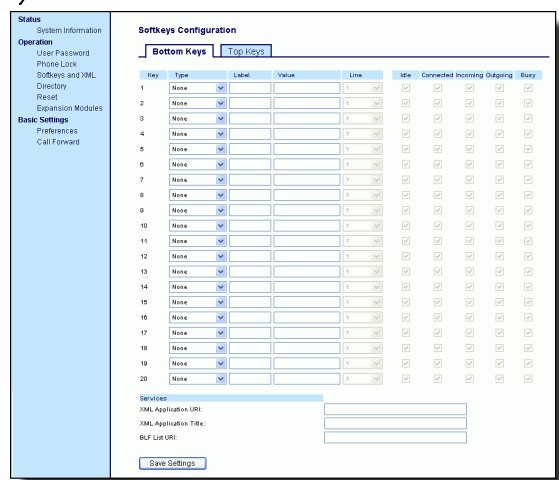 Status
System Information
Operation
User Password
Phone Lock
Softkeys and XML
Directory
Reset
Expansion Modules
Basic Settings
Preferences
Call Forward
Softkeys Configuration
Bottom Keys Top Keys
Key Type Label Value Line Idle Connected Incoming Outgoing Busy
1 None 1
2 None 1
3 None 1
4 None 1
5 None 1
6 None 1
7 None 1
8 None 1
9 None 1
10 None 1
11 None 1
12 None 1
13 None 1
14 None 1
15 None 1
16 None 1
17 None 1
18 None 1
19 None 1
20 None 1
Services
XML Application URI:
XML Application Title:
BLF List URI:
Save Settings